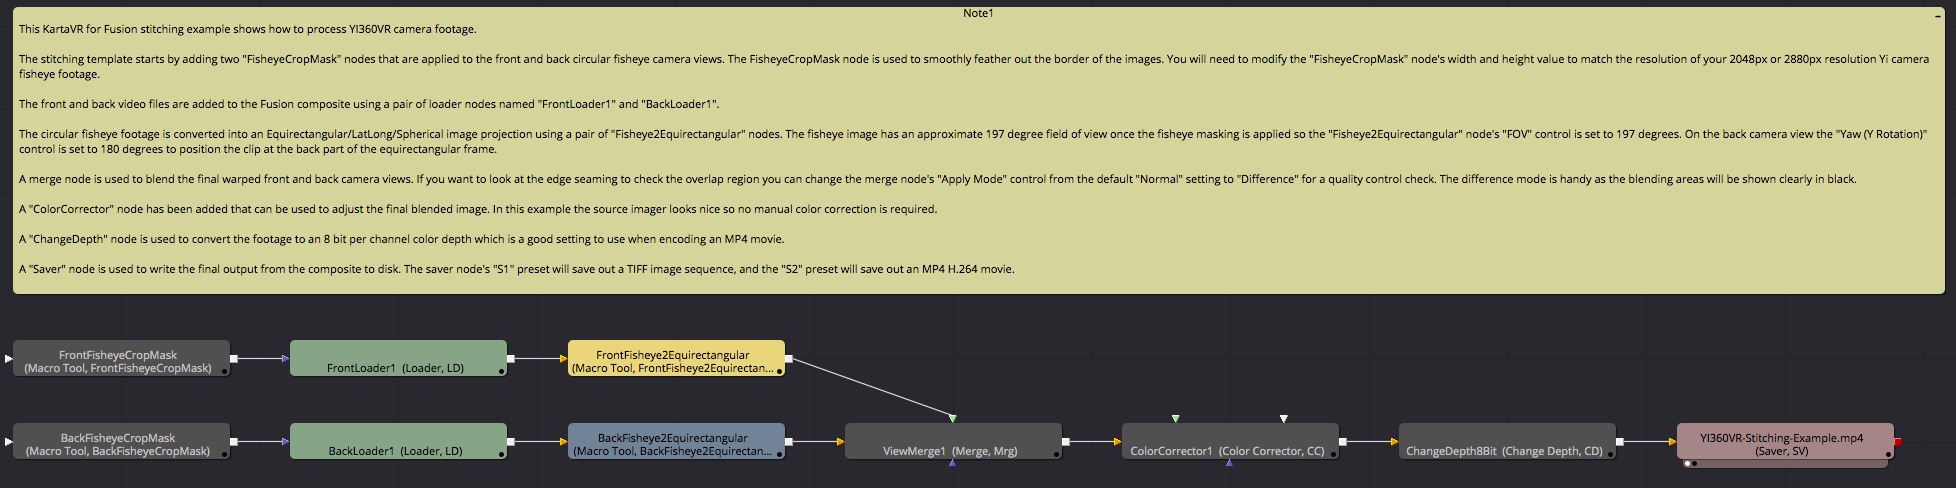 Note1
This KartaVR for Fusion stitching example shows how to process YI360VR camera footage.
The stitching template starts by adding two "FisheyeCropMask" nodes that are applied to the front and back circular fisheye camera views. The FisheyeCropMask node is used to smoothly feather out the border of the images. You will need to modify the "FisheyeCropMask" node's width and height value to match the resolution of your 2048px or 2880px resolution Yi camera
fisheye footage.
The front and back video files are added to the Fusion composite using a pair of loader nodes named "FrontLoader1" and "BackLoader1".
The circular fisheye footage is converted into an Equirectangular/LatLong/Spherical image projection using a pair of "Fisheye2Equirectangular" nodes. The fisheye image has an approximate 197 degree field of view once the fisheye masking is applied so the "Fisheye2Equirectangular" node's "FOV" control is set to 197 degrees. On the back camera view the "Yaw (Y Rotation)"
control is set to 180 degrees to position the clip at the back part of the equirectangular frame.
A merge node is used to blend the final warped front and back camera views. If you want to look at the edge seaming to check the overlap region you can change the merge node's "Apply Mode" control from the default "Normal" setting to "Difference" for a quality control check. The difference mode is handy as the blending areas will be shown clearly in black.
A "ColorCorrector" node has been added that can be used to adjust the final blended image. In this example the source imager looks nice so no manual color correction is required.
A "ChangeDepth" node is used to convert the footage to an 8 bit per channel color depth which is a good setting to use when encoding an MP4 movie.
A "Saver" node is used to write the final output from the composite to disk. The saver node's "S1" preset will save out a TIFF image sequence, and the "S2" preset will save out an MP4 H.264 movie.
FrontFisheyeCropMask
(Macro Tool, FrontFisheyeCropMask)
FrontLoader1 (Loader, LD)
FrontFisheye2Equirectangular
(Macro Tool, FrontFisheye2Equirectan...
BackFisheyeCropMask
(Macro Tool, BackFisheyeCropMask)
BackLoader1 (Loader, LD)
BackFisheye2Equirectangular
(Macro Tool, BackFisheye2Equirectan...
ViewMerge1 (Merge, Mrg)
ColorCorrector1 (Color Corrector, CC)
ChangeDepth8Bit (Change Depth, CD)
YI360VR-Stitching-Example.mp4
(Saver, SV)